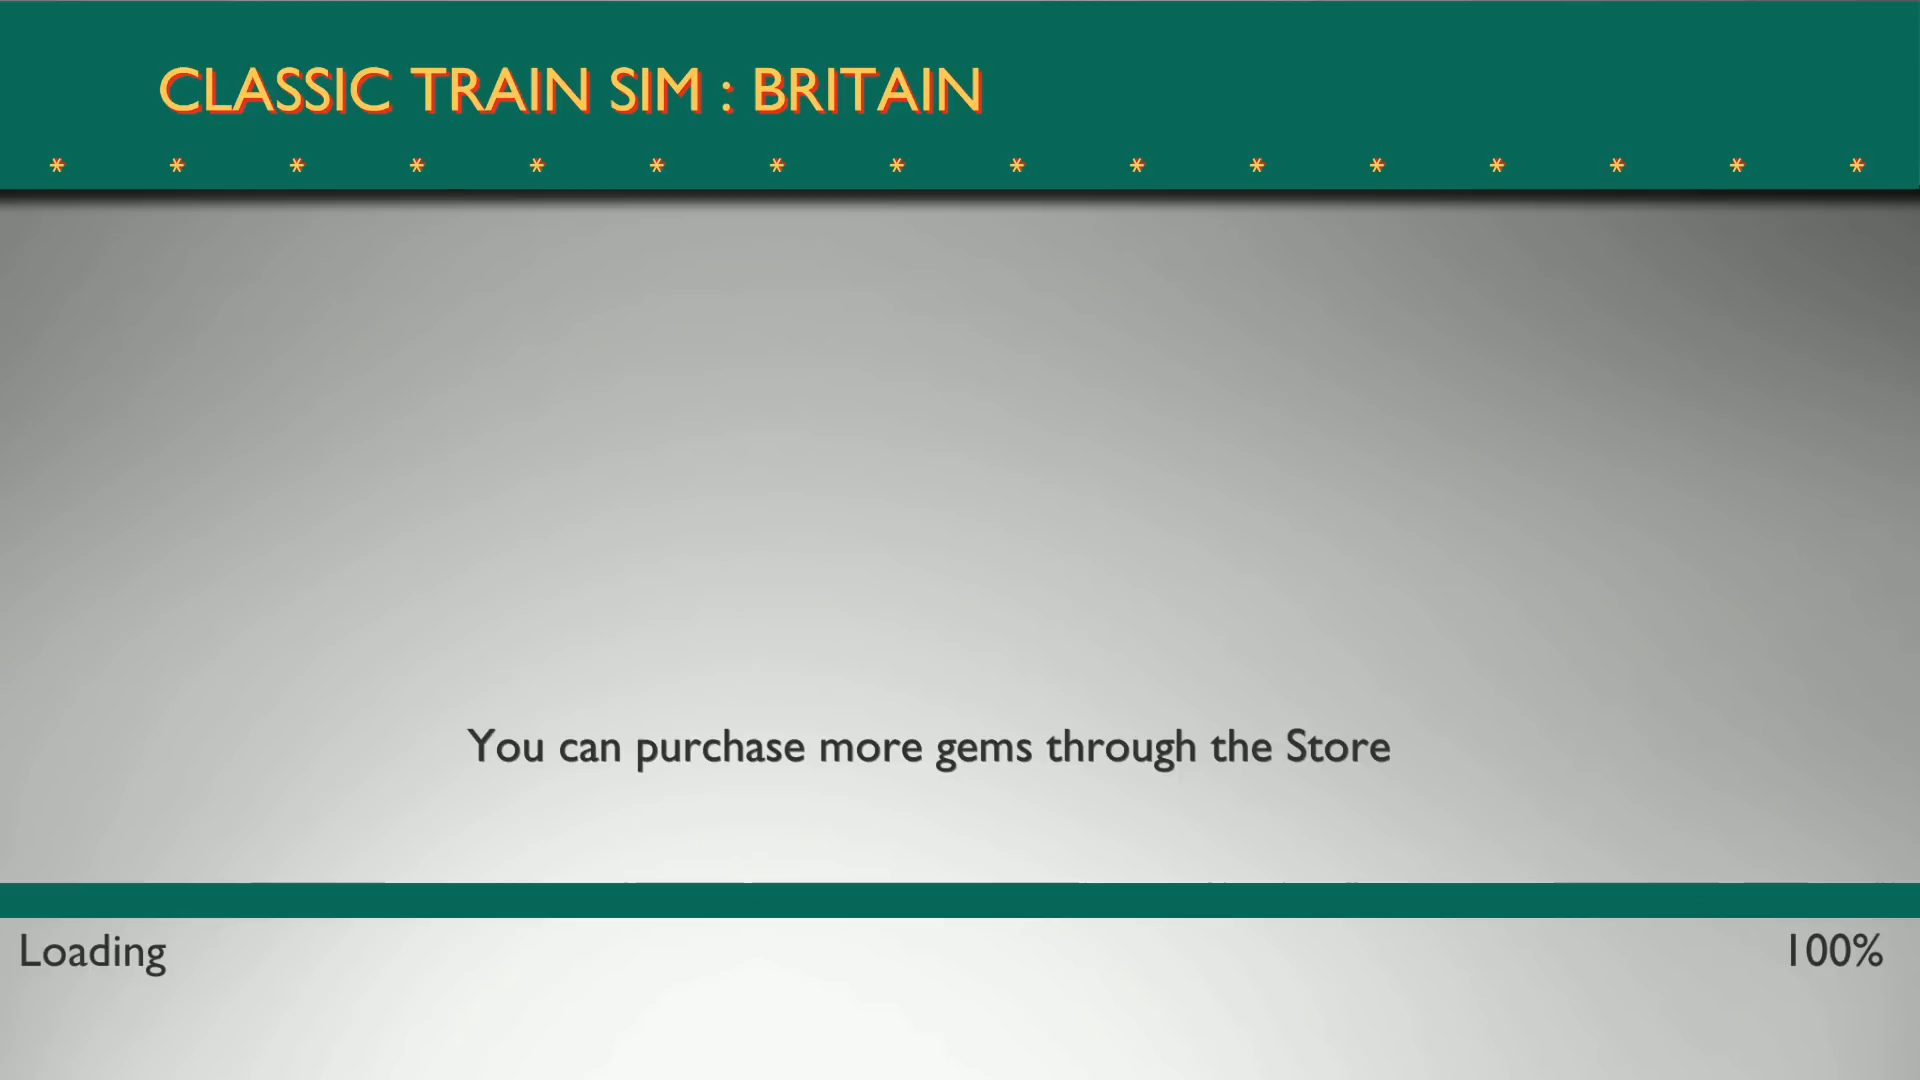 CLASSIC TRAIN SIM : BRITAIN
* * * * * * * * * * * * * * * *
You can purchase more gems through the Store
Loading 100%